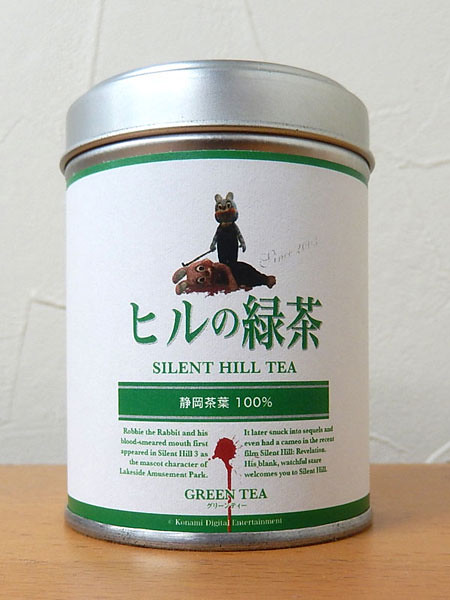 Since 2013
ヒルの緑茶
SILENT HILL TEA
静岡茶葉 100%
Robbie the Rabbit and his
blood-smeared mouth first
appeared in Silent Hill 3 as
the mascot character of
Lakeside Amusement Park.
It later snuck into sequels and
even had a cameo in the recent
film Silent Hill: Revelation.
His blank, watchful stare
welcomes you to Silent Hill.
GREEN TEA
グリーンティー
© Konami Digital Entertainment